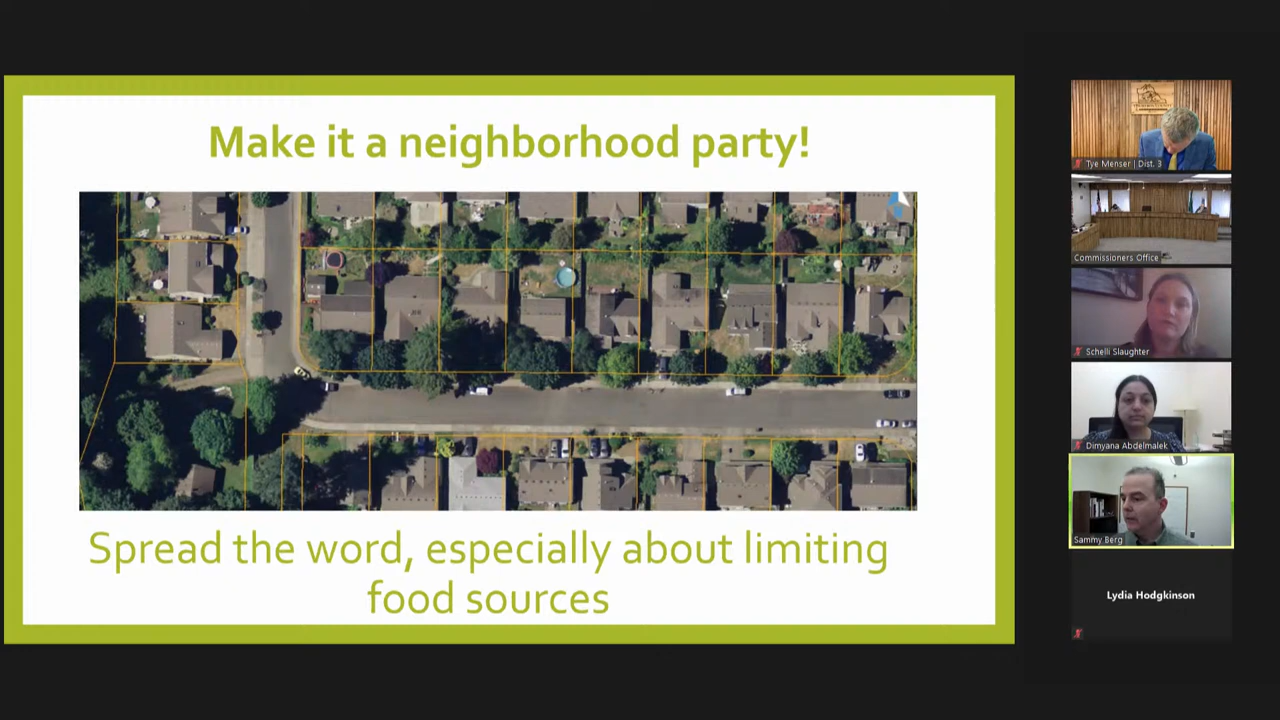 Make it a neighborhood party!
Spread the word, especially about limiting
food sources
Tye Menser | Dist. 3
Commissioners Office
Schelli Slaughter
Dimyana Abdelmalek
Sammy Berg
Lydia Hodgkinson